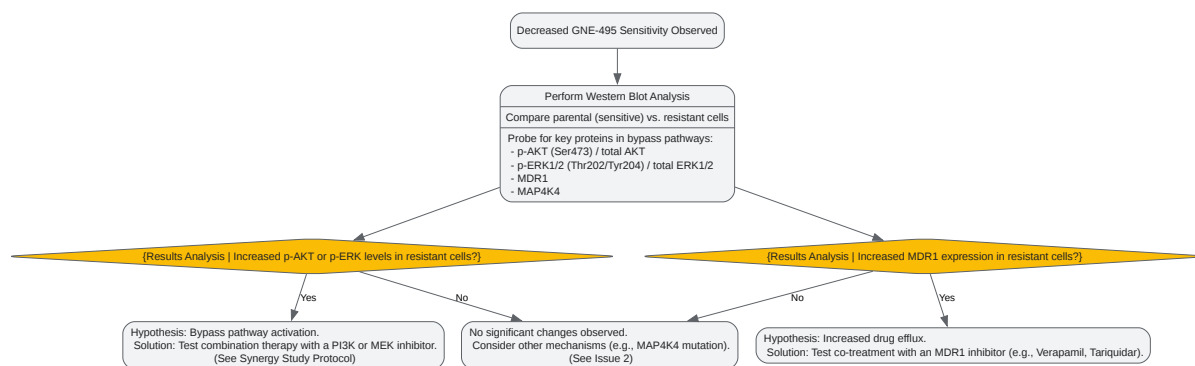 Decreased GNE-495 Sensitivity Observed
Perform Western Blot Analysis
Compare parental (sensitive) vs. resistant cells
Probe for key proteins in bypass pathways:
- p-AKT (Ser473) / total AKT
- p-ERK1/2 (Thr202/Tyr204) / total ERK1/2
- MDR1
- MAP4K4
{Results Analysis | Increased p-AKT or p-ERK levels in resistant cells?}
{Results Analysis | Increased MDR1 expression in resistant cells?}
Yes
No
No
Yes
Hypothesis: Bypass pathway activation.
Solution: Test combination therapy with a PI3K or MEK inhibitor.
(See Synergy Study Protocol)
No significant changes observed.
Consider other mechanisms (e.g., MAP4K4 mutation).
(See Issue 2)
Hypothesis: Increased drug efflux.
Solution: Test co-treatment with an MDR1 inhibitor (e.g., Verapamil, Tariquidar).